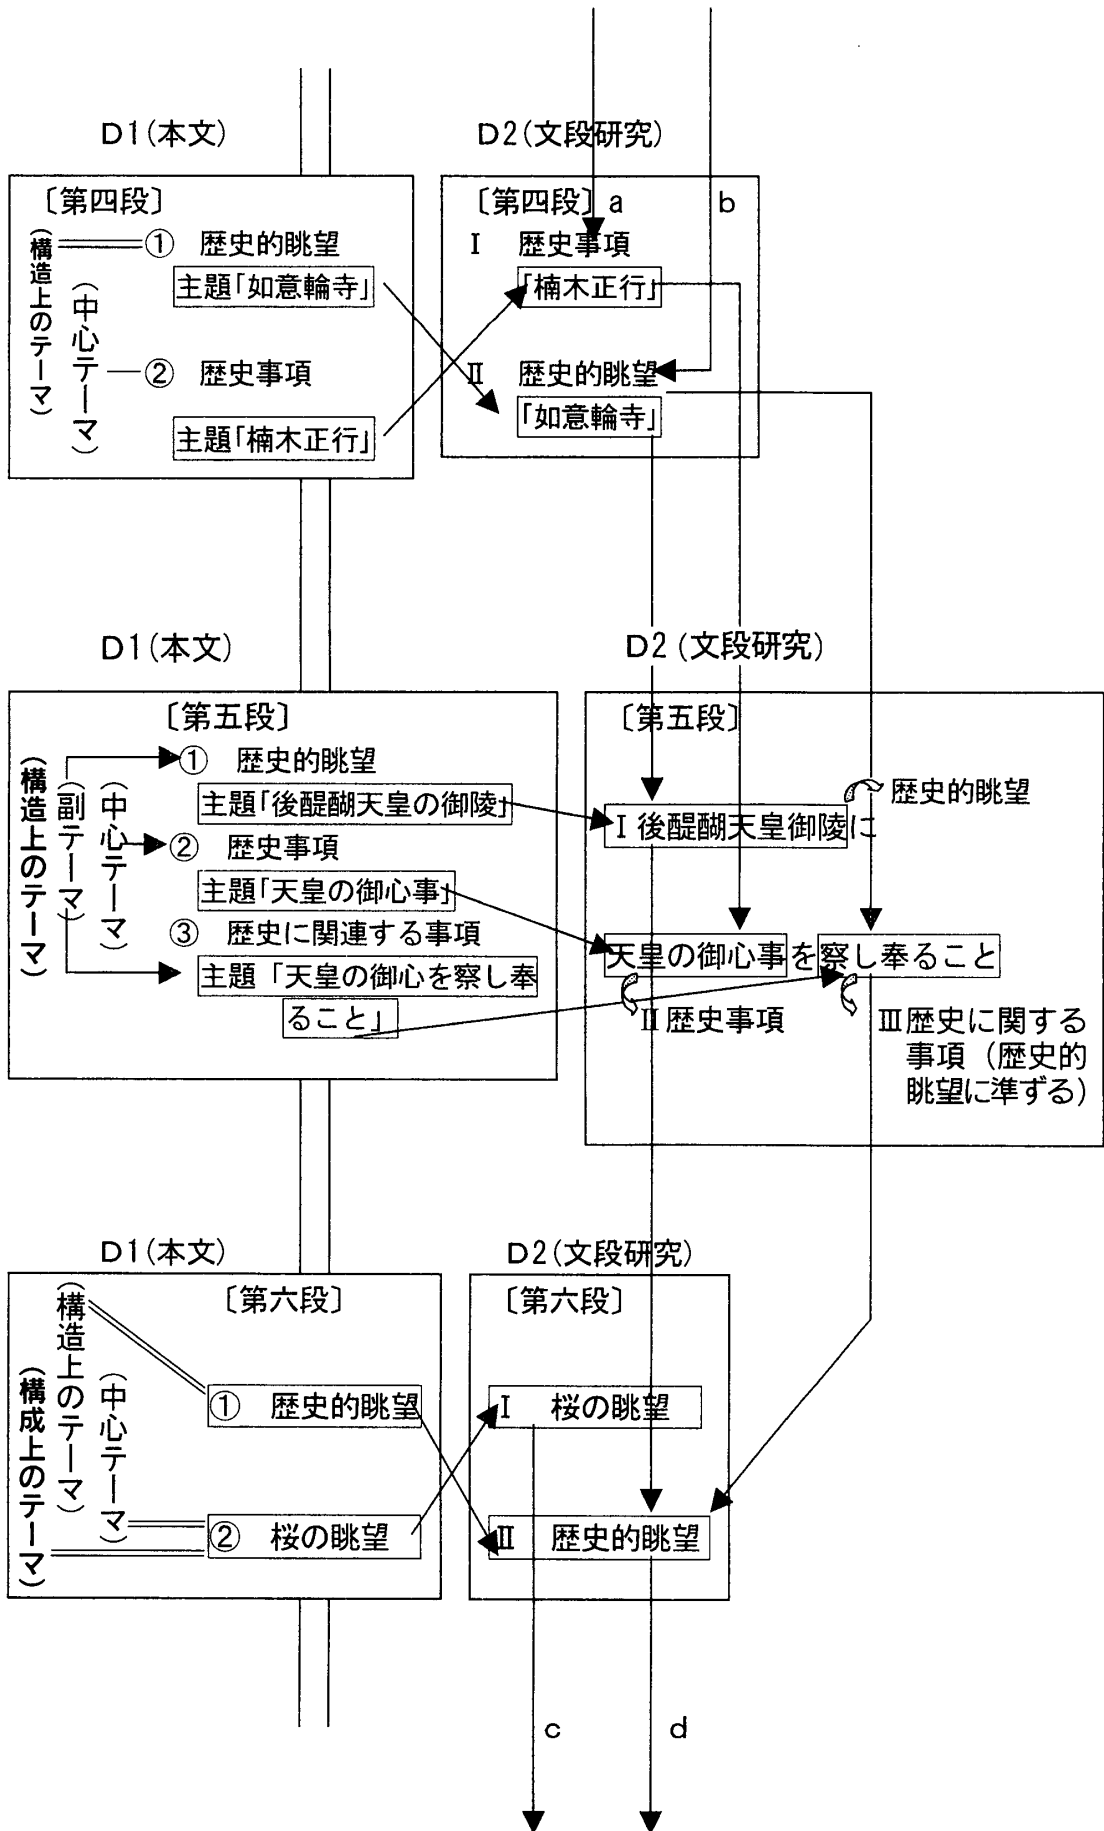 D1(本文)
〔第四段〕
(構造上のテーマ)
(中心テーマ)
① 歴史的眺望
主題「如意輪寺」
② 歴史事項
主題「楠木正行」
D2(文段研究)
〔第四段〕a
b
Ⅰ 歴史事項
「楠木正行」
Ⅱ 歴史的眺望
「如意輪寺」
D1(本文)
〔第五段〕
(構造上のテーマ)
(副テーマ)
(中心テーマ)
① 歴史的眺望
主題「後醍醐天皇の御陵」
② 歴史事項
主題「天皇の御心事」
③ 歴史に関連する事項
主題「天皇の御心を察し奉
ること」
D2(文段研究)
〔第五段〕
歴史的眺望
Ⅰ後醍醐天皇御陵に
天皇の御心事を察し奉ること
Ⅱ歴史事項
Ⅲ歴史に関する
事項(歴史的
眺望に準ずる)
D1(本文)
〔第六段〕
(構成上のテーマ)
(構造上のテーマ)
(中心テーマ)
① 歴史的眺望
② 桜の眺望
D2(文段研究)
〔第六段〕
Ⅰ 桜の眺望
Ⅱ 歴史的眺望
c
d